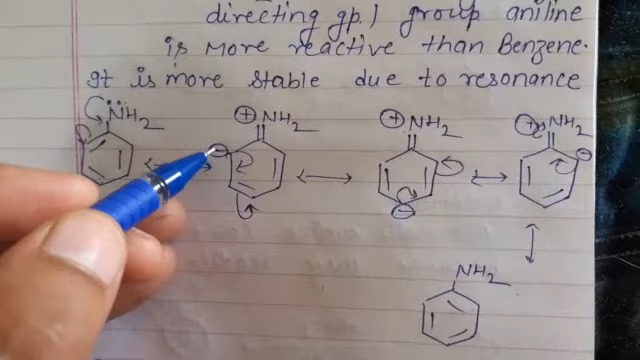 directing gp.) group aniline
is more reactive than Benzene.
It is more stable due to resonance
NH2
⊕ NH2
⊕ NH2
⊕ NH2
NH2